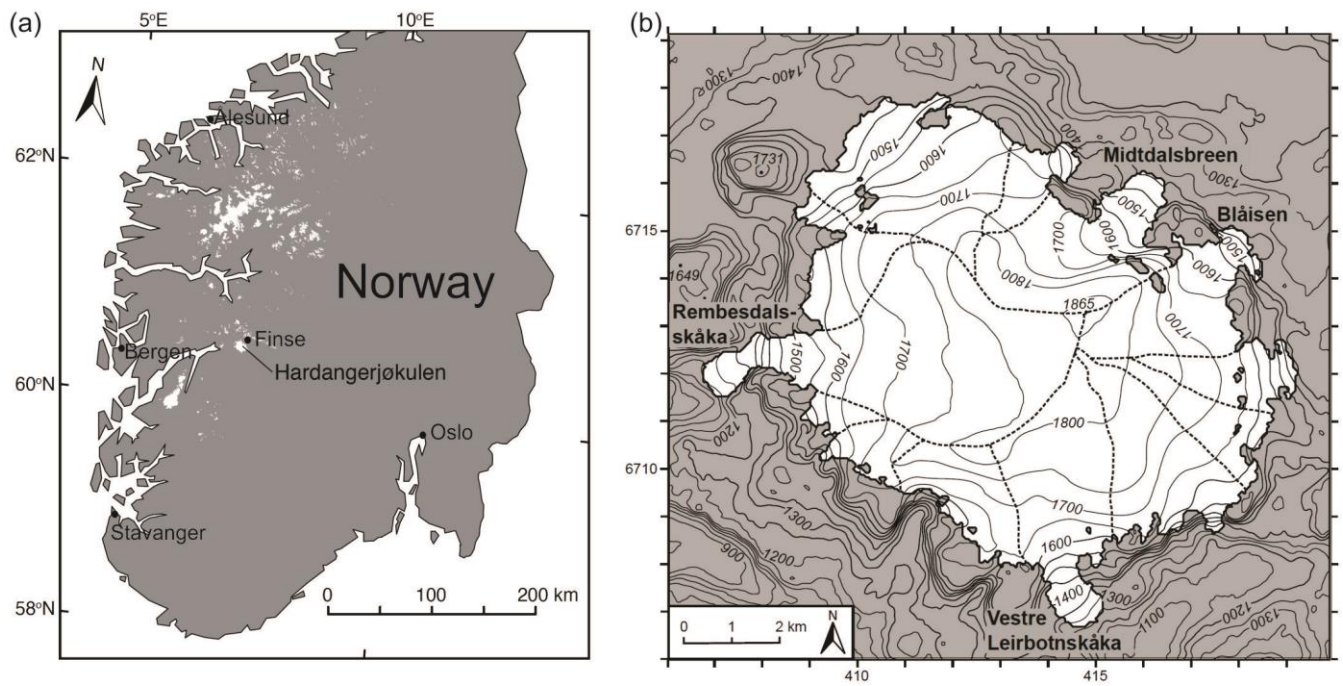 (a)
5°E
10°E
N
Ålesund
62°N
Norway
Finse
Bergen
Hardangerjøkulen
60°N
Oslo
Stavanger
0 50 100 200 km
58°N
(b)
1300
1400
1400
Midtdalsbreen
1500
1600
1300
1731
1500
Blåisen
1700
1700
1600
1500
6715
1600
1800
1649
1865
Rembesdals-
skåka
1500
1600
1700
1700
1200
1800
6710
1700
1300
1600
900
1200
1400
1300
1100
1200
1300
0 1 2 km
N
Vestre
Leirbotnskåka
410
415